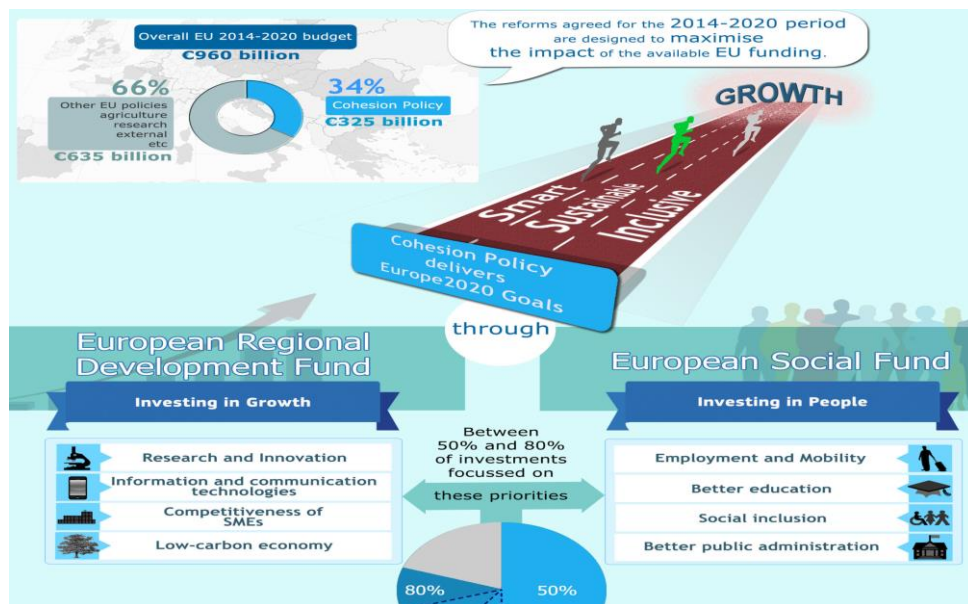 Overall EU 2014-2020 budget
€960 billion
66%
Other EU policies
agriculture
research
external
etc
€635 billion
34%
Cohesion Policy
€325 billion
The reforms agreed for the 2014-2020 period
are designed to maximise
the impact of the available EU funding.
GROWTH
Smart
Sustainable
Inclusive
Cohesion Policy
delivers
Europe2020 Goals
through
European Regional
Development Fund
Investing in Growth
Research and Innovation
Information and communication
technologies
Competitiveness of
SMEs
Low-carbon economy
Between
50% and 80%
of investments
focussed on
these priorities
80%
50%
European Social Fund
Investing in People
Employment and Mobility
Better education
Social inclusion
Better public administration